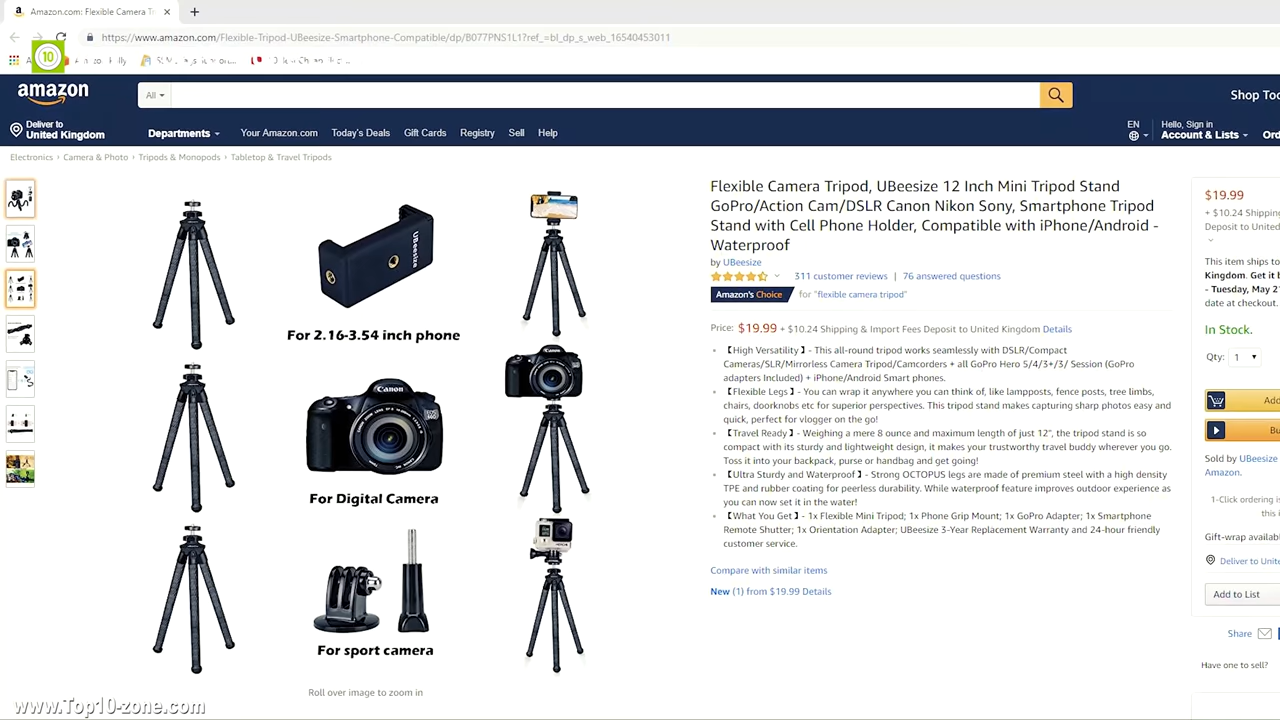 Amazon.com: Flexible Camera Tr
https://www.amazon.com/Flexible-Tripod-UBeesize-Smartphone-Compatible/dp/B077PNS1L1?ref_=bl_dp_s_web_16540453011
10
amazon
All
Shop Too
Deliver to
United Kingdom
Departments
Your Amazon.com
Today's Deals
Gift Cards
Registry
Sell
Help
EN
Hello, Sign in
Account & Lists
Ord
Electronics › Camera & Photo › Tripods & Monopods › Tabletop & Travel Tripods
UBeesize
For 2.16-3.54 inch phone
Canon
For Digital Camera
For sport camera
Roll over image to zoom in
Flexible Camera Tripod, UBeesize 12 Inch Mini Tripod Stand
GoPro/Action Cam/DSLR Canon Nikon Sony, Smartphone Tripod
Stand with Cell Phone Holder, Compatible with iPhone/Android -
Waterproof
by UBeesize
311 customer reviews | 76 answered questions
Amazon's Choice for "flexible camera tripod"
Price: $19.99 + $10.24 Shipping & Import Fees Deposit to United Kingdom Details
【High Versatility】- This all-round tripod works seamlessly with DSLR/Compact
Cameras/SLR/Mirrorless Camera Tripod/Camcorders + all GoPro Hero 5/4/3+/3/ Session (GoPro
adapters Included) + iPhone/Android Smart phones.
【Flexible Legs】- You can wrap it anywhere you can think of, like lampposts, fence posts, tree limbs,
chairs, doorknobs etc for superior perspectives. This tripod stand makes capturing sharp photos easy and
quick, perfect for vlogger on the go!
【Travel Ready】- Weighing a mere 8 ounce and maximum length of just 12", the tripod stand is so
compact with its sturdy and lightweight design, it makes your trustworthy travel buddy wherever you go.
Toss it into your backpack, purse or handbag and get going!
【Ultra Sturdy and Waterproof】- Strong OCTOPUS legs are made of premium steel with a high density
TPE and rubber coating for peerless durability. While waterproof feature improves outdoor experience as
you can now set it in the water!
【What You Get】- 1x Flexible Mini Tripod; 1x Phone Grip Mount; 1x GoPro Adapter; 1x Smartphone
Remote Shutter; 1x Orientation Adapter; UBeesize 3-Year Replacement Warranty and 24-hour friendly
customer service.
Compare with similar items
New (1) from $19.99 Details
$19.99
+ $10.24 Shipping
Deposit to United
This item ships to
Kingdom. Get it b
- Tuesday, May 21
date at checkout.
In Stock.
Qty: 1
Add
Bu
Sold by UBeesize
Amazon.
1-Click ordering is
this i
Gift-wrap availabl
Deliver to Unite
Add to List
Share
Have one to sell?
www.Top10-zone.com